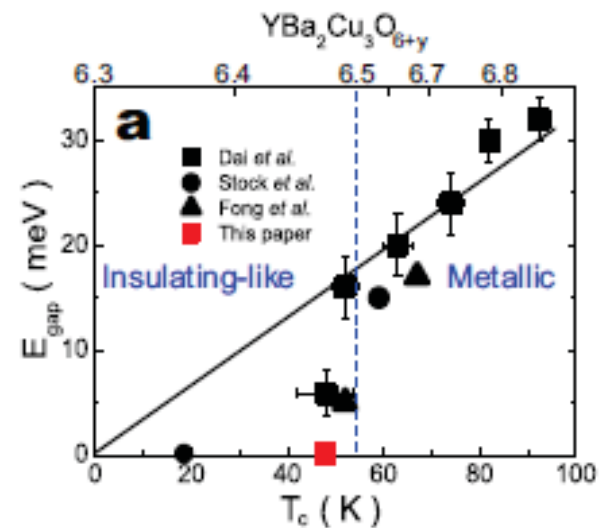 YBa2Cu3O6+y
6.3 6.4 6.5 6.6 6.7 6.8
a
Dai et al.
Stock et al.
Fong et al.
This paper
Insulating-like
Metallic
Egap ( meV )
30
20
10
0
0 20 40 60 80 100
Tc ( K )